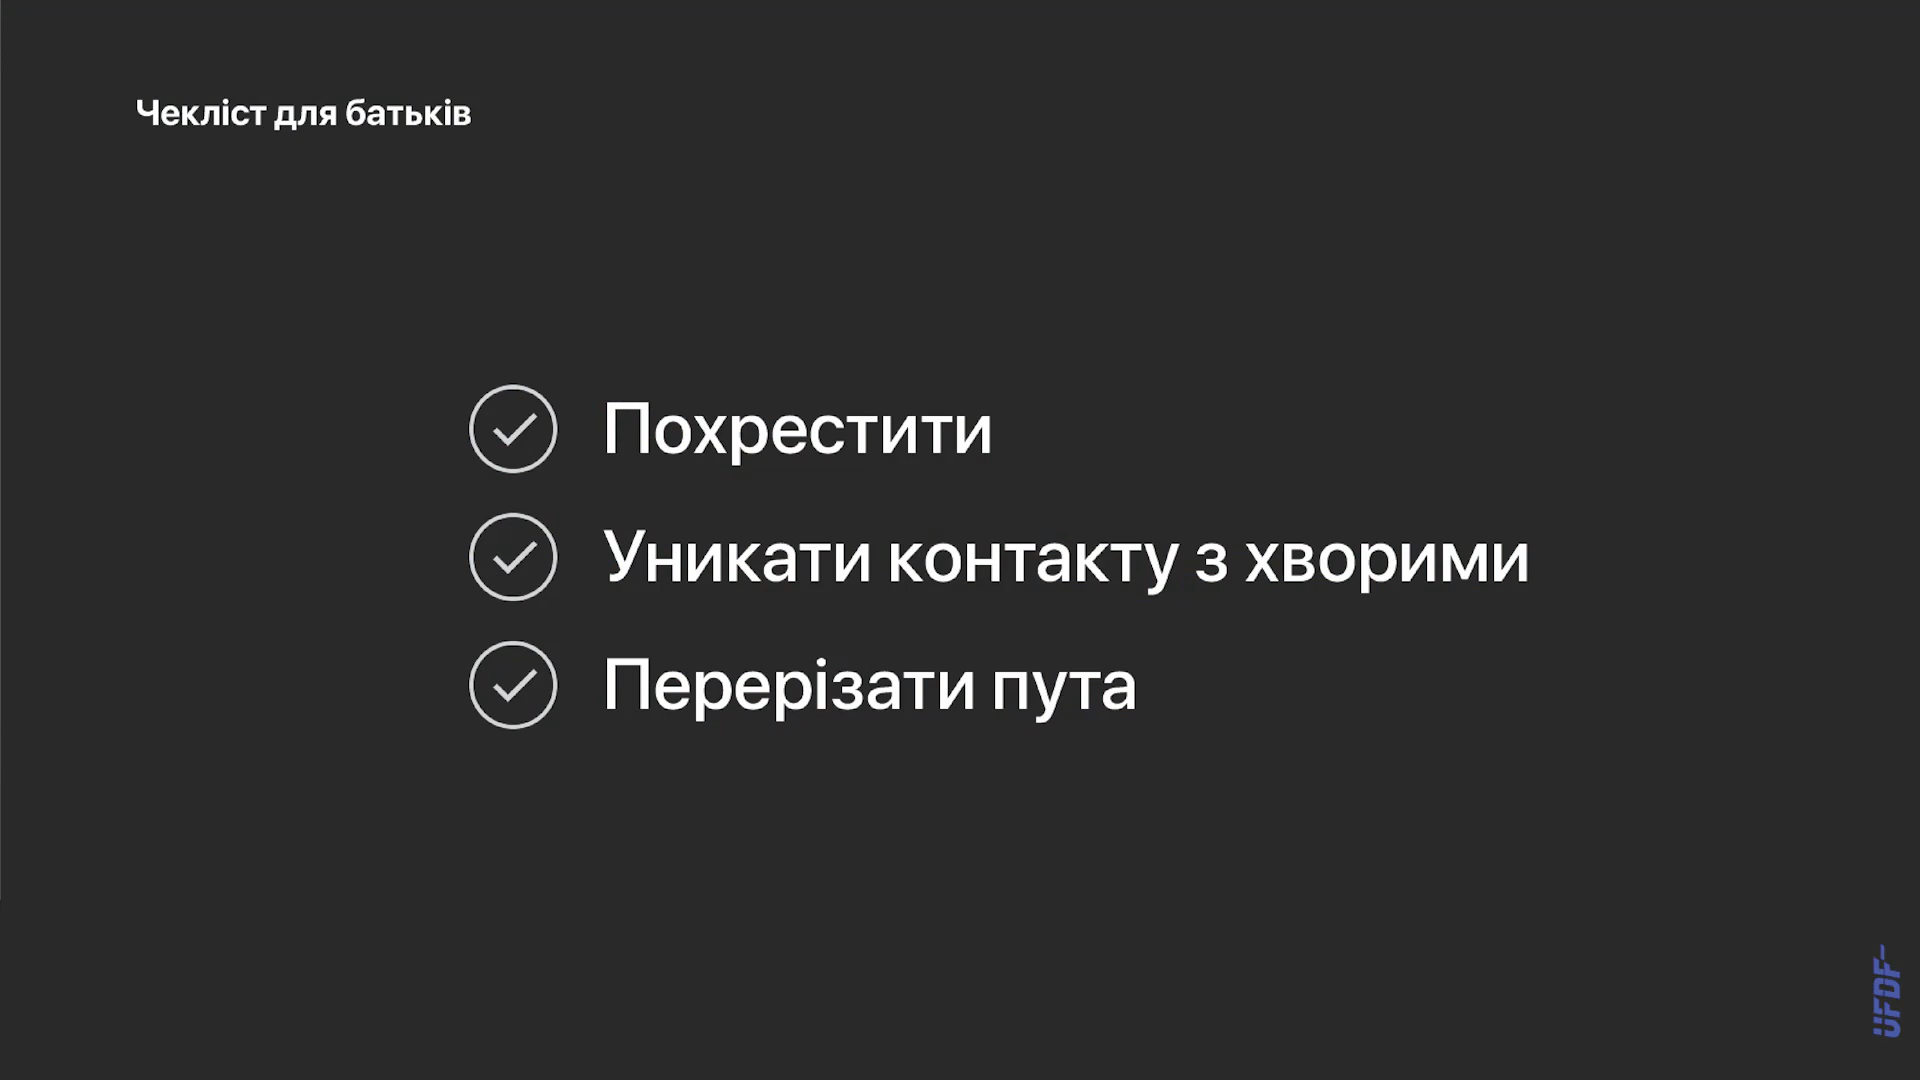 Чекліст для батьків
Похрестити
Уникати контакту з хворими
Перерізати пута
UFDF